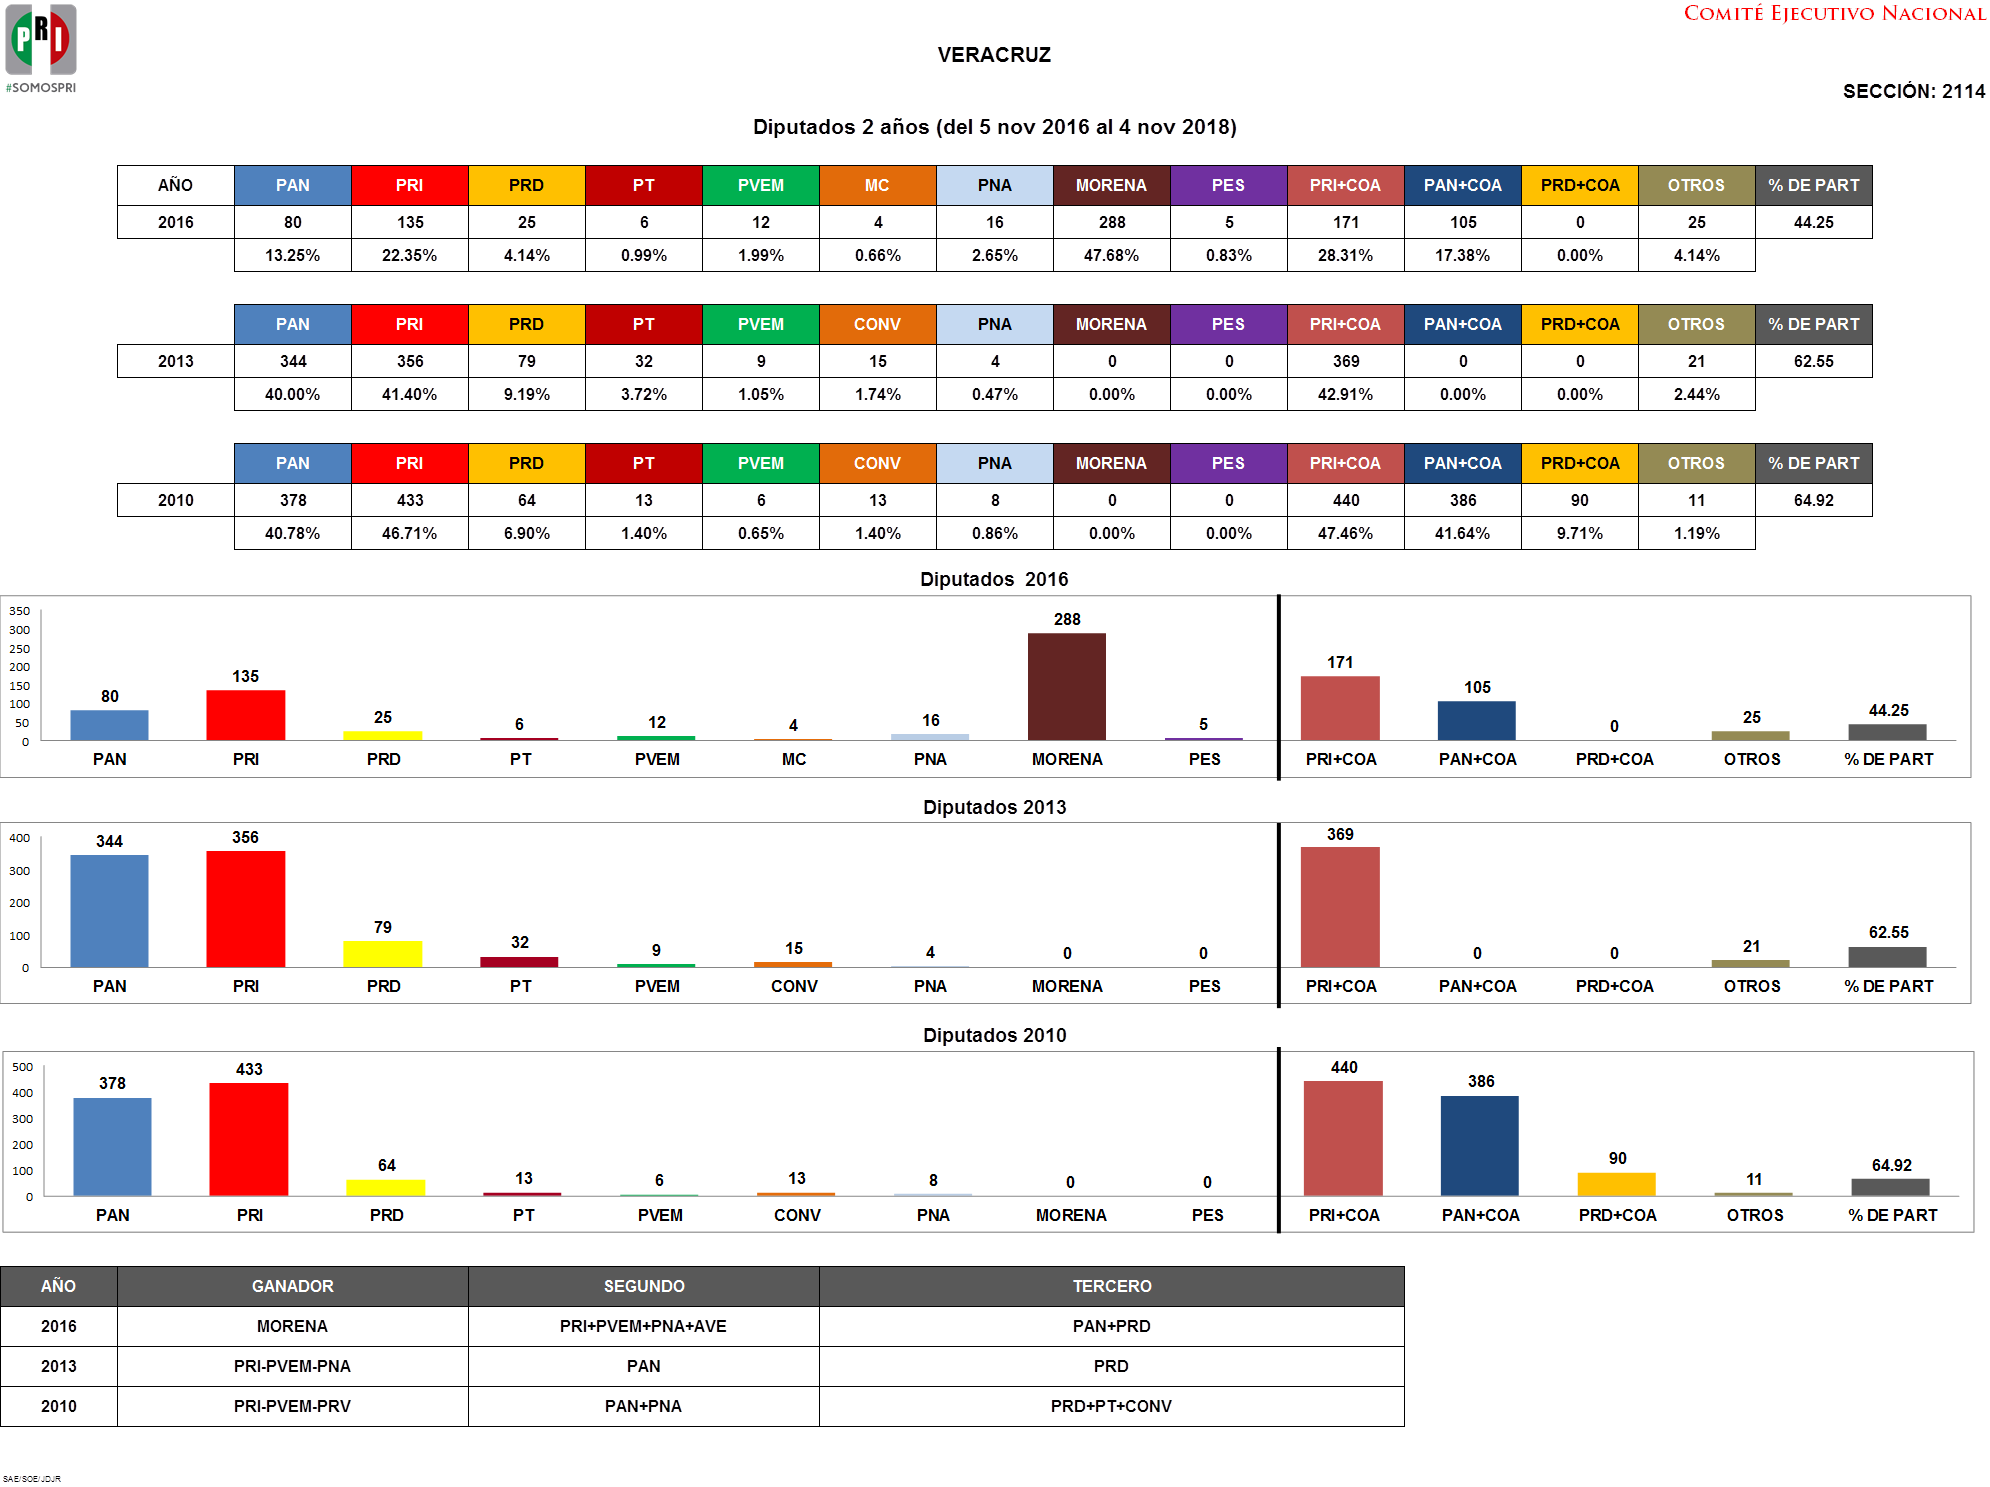 COMITÉ EJECUTIVO NACIONAL
PRI
#SOMOSPRI
VERACRUZ
SECCIÓN: 2114
Diputados 2 años (del 5 nov 2016 al 4 nov 2018)
AÑO PAN PRI PRD PT PVEM MC PNA MORENA PES PRI+COA PAN+COA PRD+COA OTROS % DE PART
2016 80 135 25 6 12 4 16 288 5 171 105 0 25 44.25
13.25% 22.35% 4.14% 0.99% 1.99% 0.66% 2.65% 47.68% 0.83% 28.31% 17.38% 0.00% 4.14%
PAN PRI PRD PT PVEM CONV PNA MORENA PES PRI+COA PAN+COA PRD+COA OTROS % DE PART
2013 344 356 79 32 9 15 4 0 0 369 0 0 21 62.55
40.00% 41.40% 9.19% 3.72% 1.05% 1.74% 0.47% 0.00% 0.00% 42.91% 0.00% 0.00% 2.44%
PAN PRI PRD PT PVEM CONV PNA MORENA PES PRI+COA PAN+COA PRD+COA OTROS % DE PART
2010 378 433 64 13 6 13 8 0 0 440 386 90 11 64.92
40.78% 46.71% 6.90% 1.40% 0.65% 1.40% 0.86% 0.00% 0.00% 47.46% 41.64% 9.71% 1.19%
Diputados 2016
350
300
250
200
150
100
50
0
80 135 25 6 12 4 16 288 5 171 105 0 25 44.25
PAN PRI PRD PT PVEM MC PNA MORENA PES PRI+COA PAN+COA PRD+COA OTROS % DE PART
Diputados 2013
400
300
200
100
0
344 356 79 32 9 15 4 0 0 369 0 0 21 62.55
PAN PRI PRD PT PVEM CONV PNA MORENA PES PRI+COA PAN+COA PRD+COA OTROS % DE PART
Diputados 2010
500
400
300
200
100
0
378 433 64 13 6 13 8 0 0 440 386 90 11 64.92
PAN PRI PRD PT PVEM CONV PNA MORENA PES PRI+COA PAN+COA PRD+COA OTROS % DE PART
AÑO GANADOR SEGUNDO TERCERO
2016 MORENA PRI+PVEM+PNA+AVE PAN+PRD
2013 PRI-PVEM-PNA PAN PRD
2010 PRI-PVEM-PRV PAN+PNA PRD+PT+CONV
SAE/SOE/JDJR